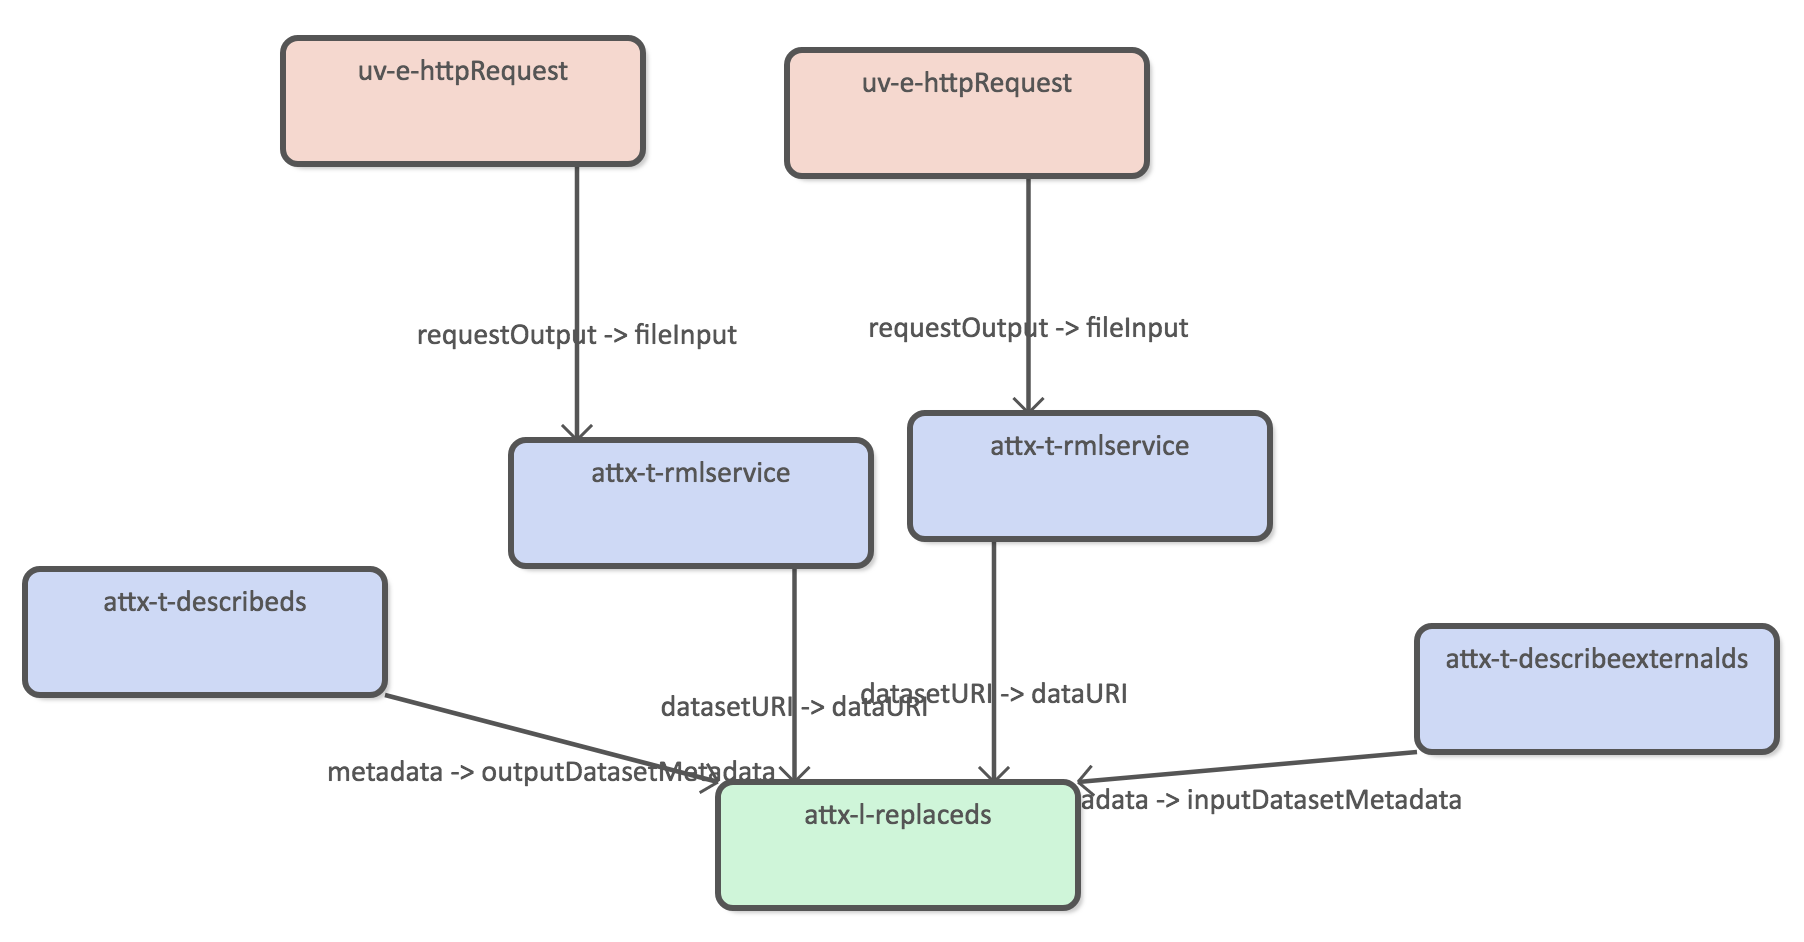 uv-e-httpRequest
uv-e-httpRequest
requestOutput -> fileInput
requestOutput -> fileInput
attx-t-rmlservice
attx-t-rmlservice
attx-t-describeds
attx-t-describeexternalds
datasetURI -> dataURI
datasetURI -> dataURI
metadata -> outputDatasetMetadata
adata -> inputDatasetMetadata
attx-l-replaceds